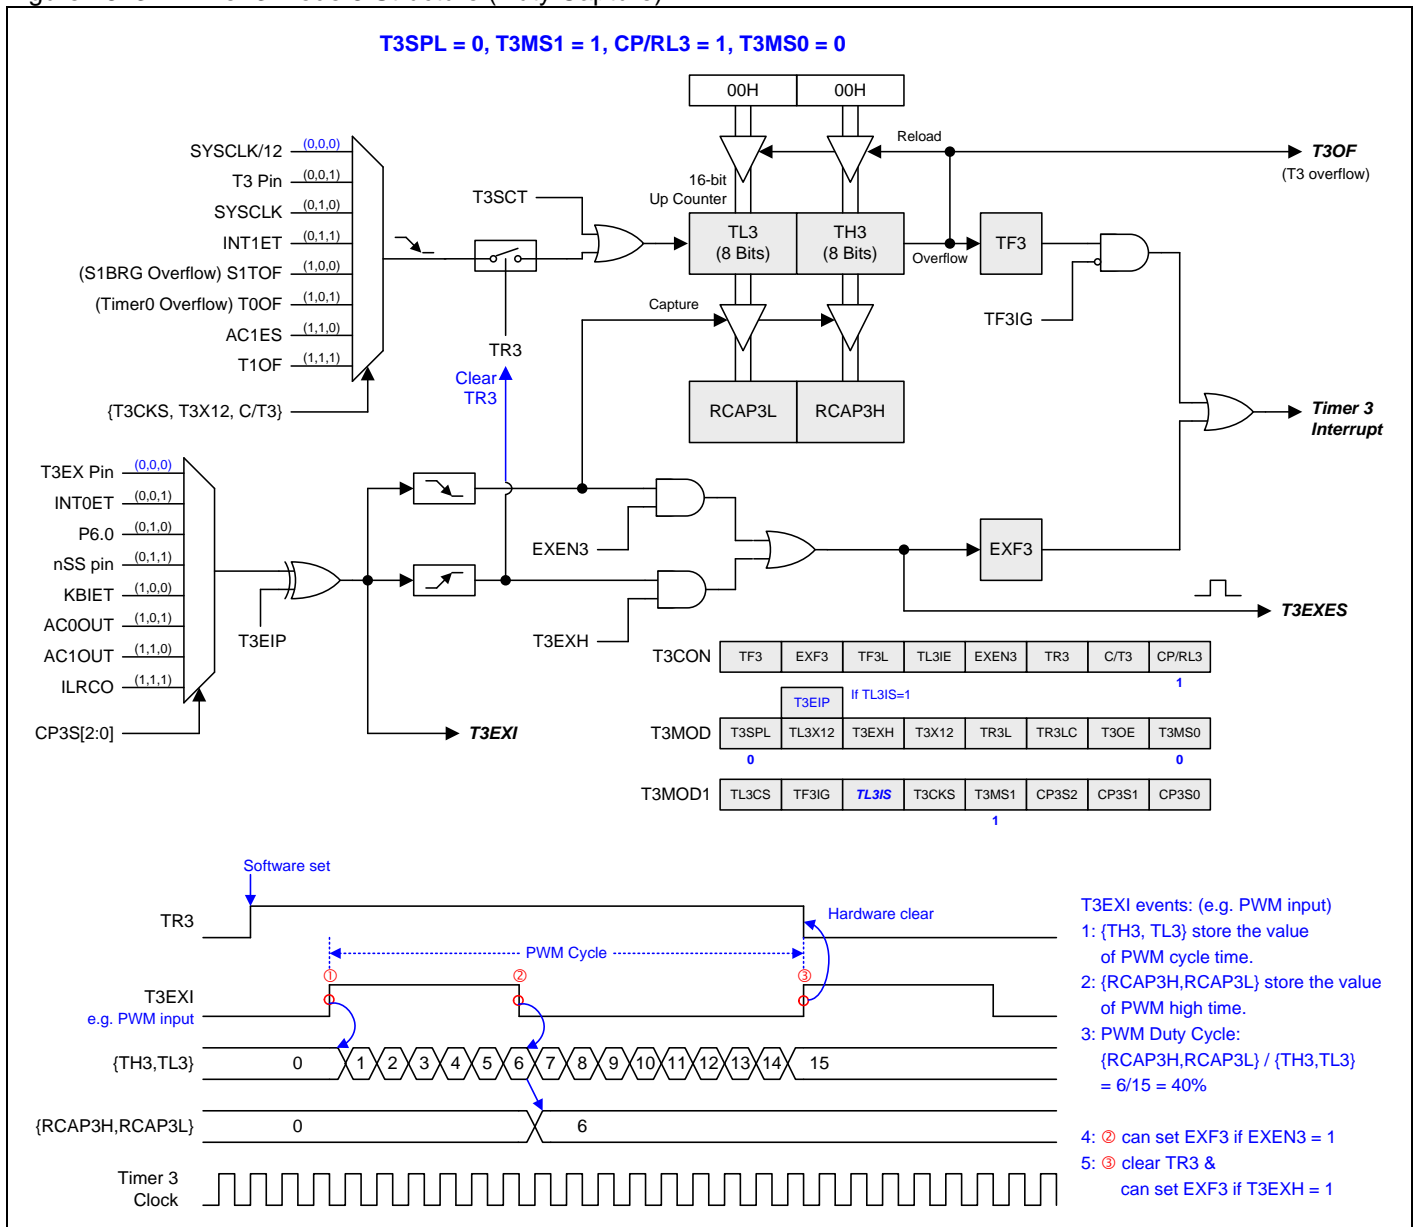 T3SPL = 0, T3MS1 = 1, CP/RL3 = 1, T3MS0 = 0
00H 00H
Reload
T3OF
(T3 overflow)
SYSCLK/12 (0,0,0)
T3 Pin (0,0,1)
SYSCLK (0,1,0)
INT1ET (0,1,1)
(S1BRG Overflow) S1TOF (1,0,0)
(Timer0 Overflow) T0OF (1,0,1)
AC1ES (1,1,0)
T1OF (1,1,1)
{T3CKS, T3X12, C/T3}
T3SCT
16-bit
Up Counter
TL3
(8 Bits)
TH3
(8 Bits)
Overflow
TF3
TF3IG
TR3
Clear
TR3
Capture
RCAP3L RCAP3H
Timer 3
Interrupt
T3EX Pin (0,0,0)
INT0ET (0,0,1)
P6.0 (0,1,0)
nSS pin (0,1,1)
KBIET (1,0,0)
AC0OUT (1,0,1)
AC1OUT (1,1,0)
ILRCO (1,1,1)
CP3S[2:0]
T3EIP
EXEN3
T3EXH
EXF3
T3EXES
T3EXI
T3CON TF3 EXF3 TF3L TL3IE EXEN3 TR3 C/T3 CP/RL3
1
T3EIP If TL3IS=1
T3MOD T3SPL TL3X12 T3EXH T3X12 TR3L TR3LC T3OE T3MS0
0 0
T3MOD1 TL3CS TF3IG TL3IS T3CKS T3MS1 CP3S2 CP3S1 CP3S0
1
Software set
TR3
Hardware clear
PWM Cycle
① ② ③
T3EXI
e.g. PWM input
{TH3,TL3} 0 1 2 3 4 5 6 7 8 9 10 11 12 13 14 15
{RCAP3H,RCAP3L} 0 6
Timer 3
Clock
T3EXI events: (e.g. PWM input)
1: {TH3, TL3} store the value
of PWM cycle time.
2: {RCAP3H,RCAP3L} store the value
of PWM high time.
3: PWM Duty Cycle:
{RCAP3H,RCAP3L} / {TH3,TL3}
= 6/15 = 40%
4: ② can set EXF3 if EXEN3 = 1
5: ③ clear TR3 &
can set EXF3 if T3EXH = 1